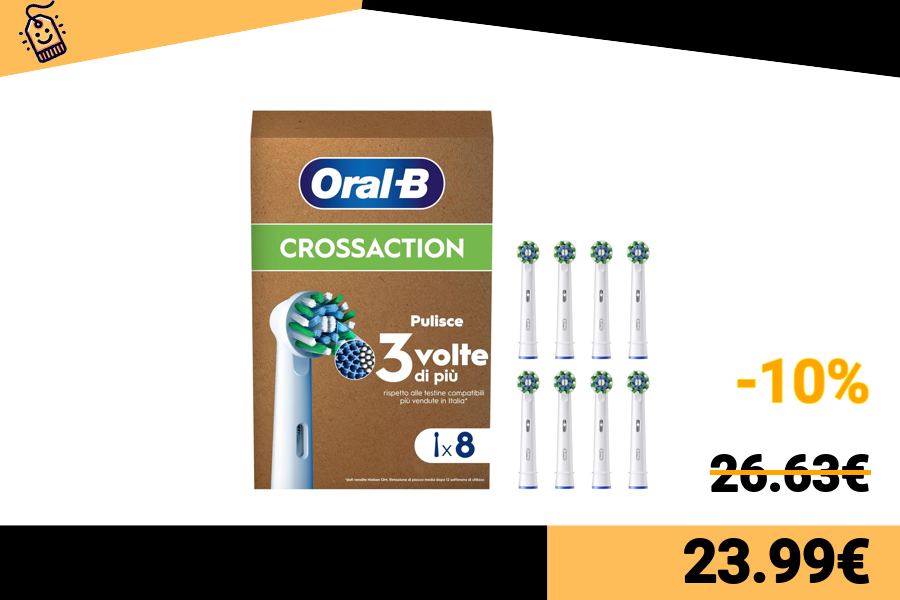 Oral-B
CROSSACTION
Pulisce
3 volte
di più
rispetto alle testine compatibili
più vendute in Italia*
x8
-10%
26.63€
23.99€